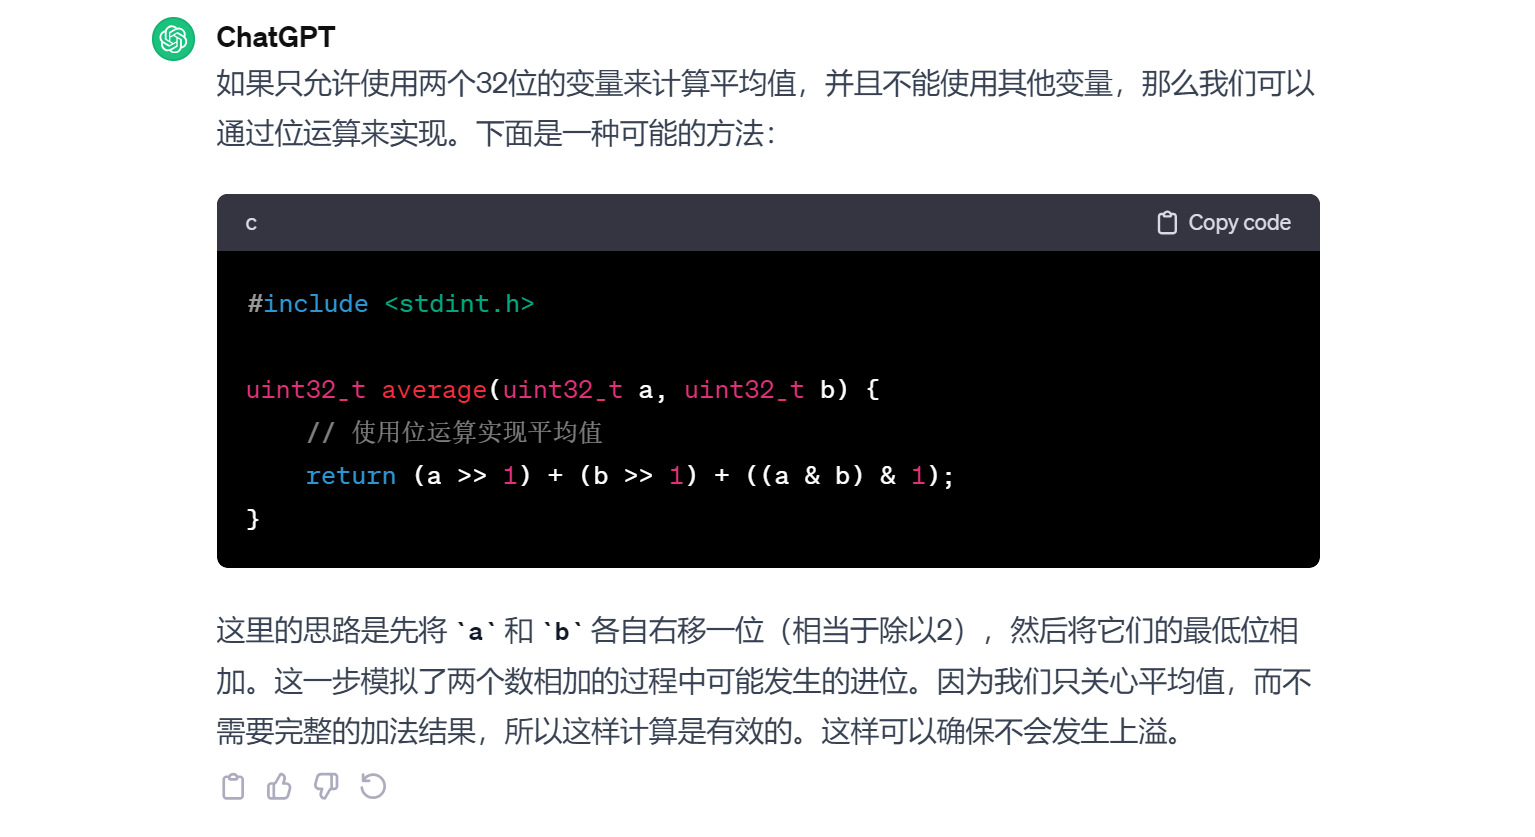 ChatGPT
如果只允许使用两个32位的变量来计算平均值，并且不能使用其他变量，那么我们可以
通过位运算来实现。下面是一种可能的方法：
c
Copy code
#include <stdint.h>
uint32_t average(uint32_t a, uint32_t b) {
    // 使用位运算实现平均值
    return (a >> 1) + (b >> 1) + ((a & b) & 1);
}
这里的思路是先将 `a` 和 `b` 各自右移一位（相当于除以2），然后将它们的最低位相
加。这一步模拟了两个数相加的过程中可能发生的进位。因为我们只关心平均值，而不
需要完整的加法结果，所以这样计算是有效的。这样可以确保不会发生上溢。